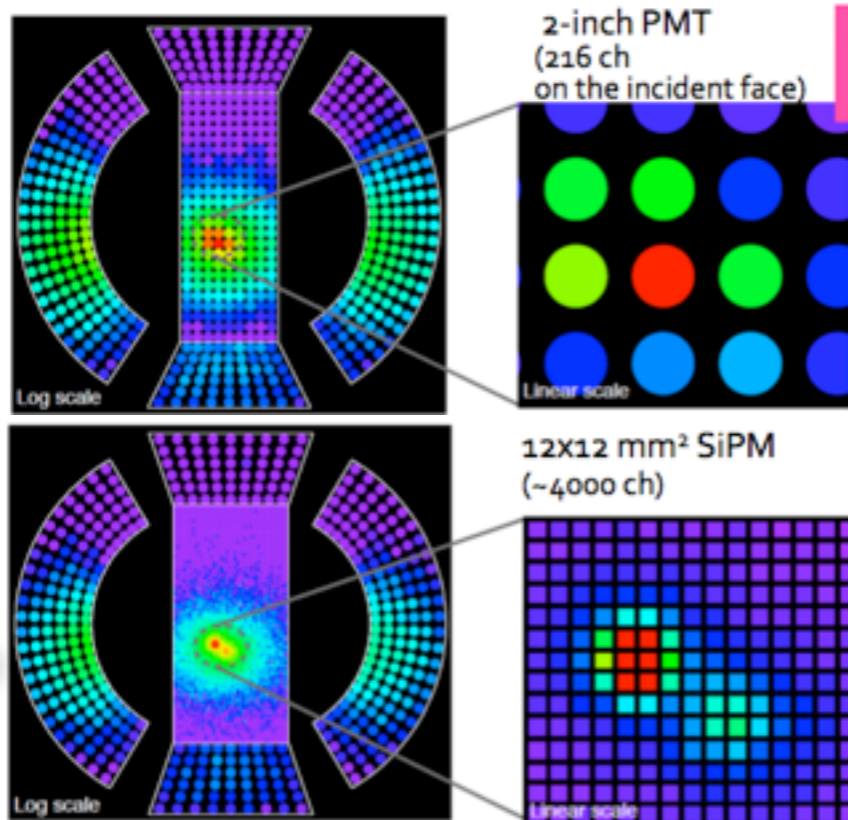 2-inch PMT
(216 ch
on the incident face)
Log scale
Linear scale
12x12 mm² SiPM
(~4000 ch)
Log scale
Linear scale